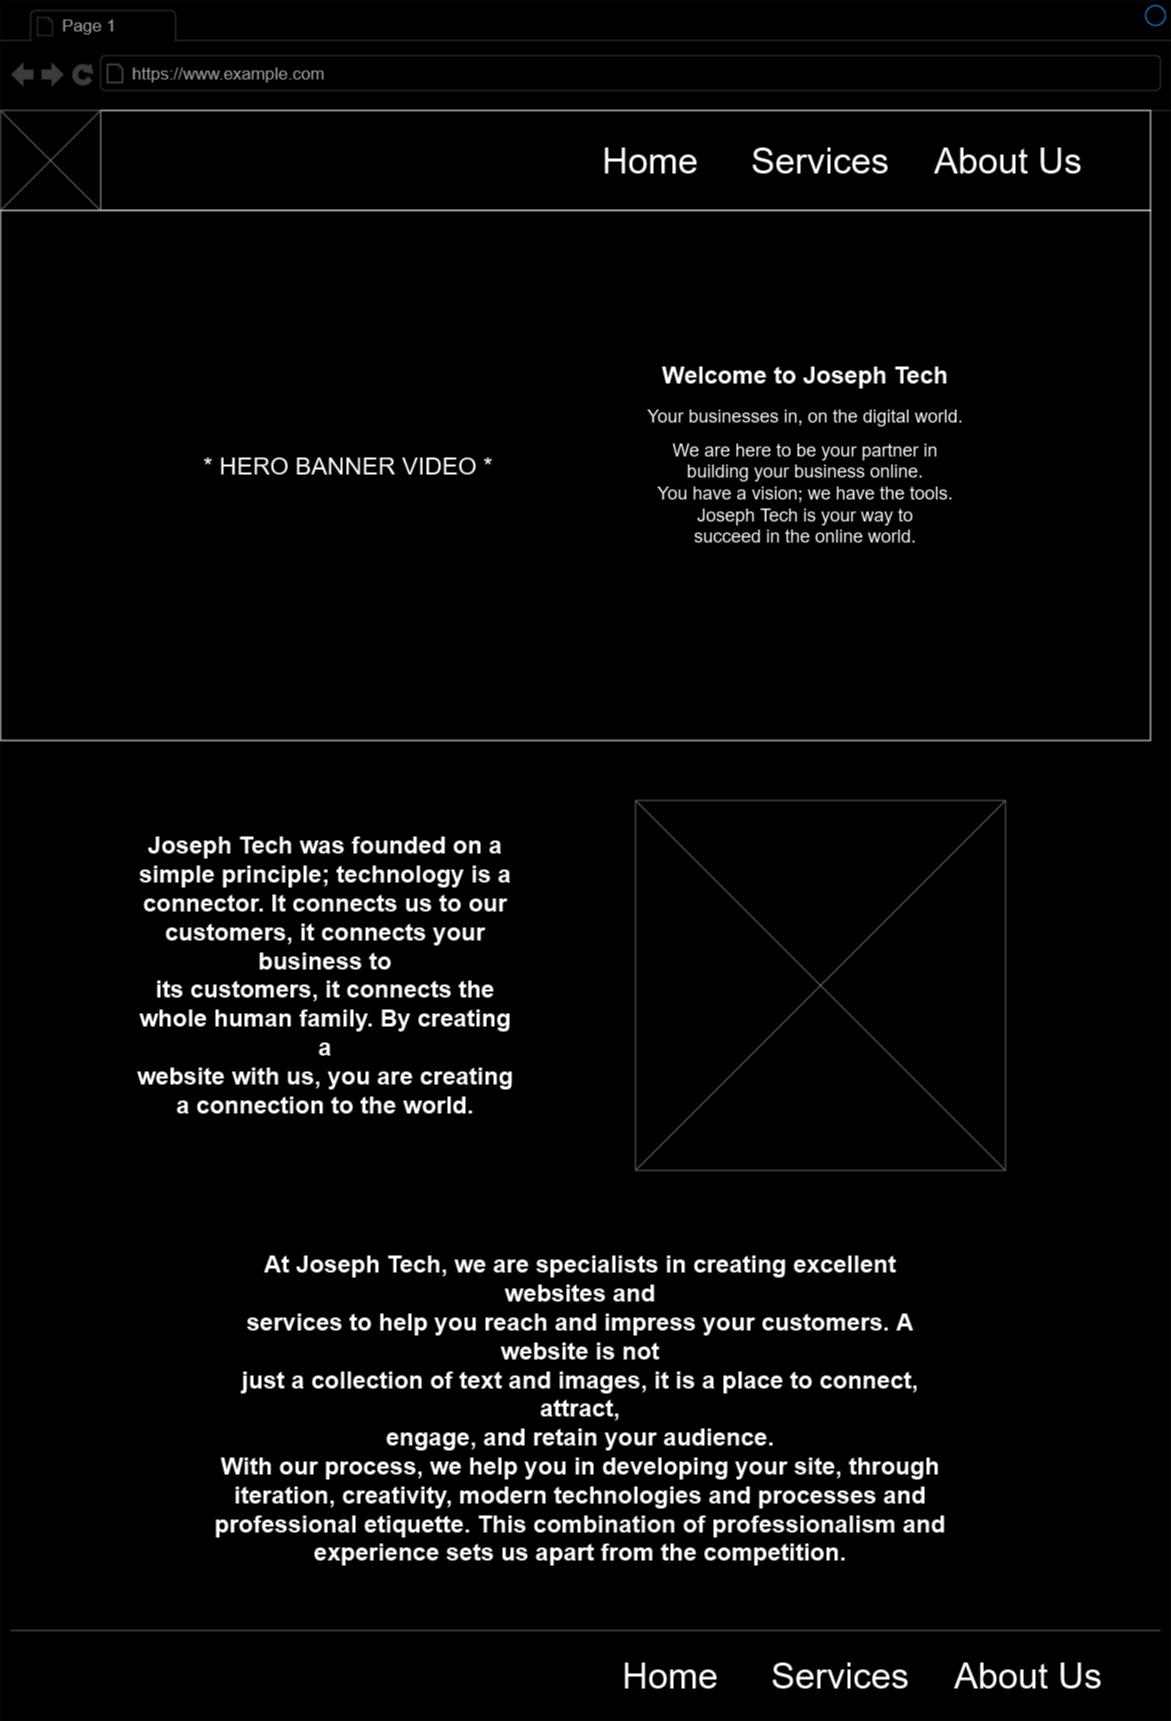 Page 1
https://www.example.com
Home Services About Us
* HERO BANNER VIDEO *
Welcome to Joseph Tech
Your businesses in, on the digital world.
We are here to be your partner in
building your business online.
You have a vision; we have the tools.
Joseph Tech is your way to
succeed in the online world.
Joseph Tech was founded on a
simple principle; technology is a
connector. It connects us to our
customers, it connects your
business to
its customers, it connects the
whole human family. By creating
a
website with us, you are creating
a connection to the world.
At Joseph Tech, we are specialists in creating excellent
websites and
services to help you reach and impress your customers. A
website is not
just a collection of text and images, it is a place to connect,
attract,
engage, and retain your audience.
With our process, we help you in developing your site, through
iteration, creativity, modern technologies and processes and
professional etiquette. This combination of professionalism and
experience sets us apart from the competition.
Home Services About Us